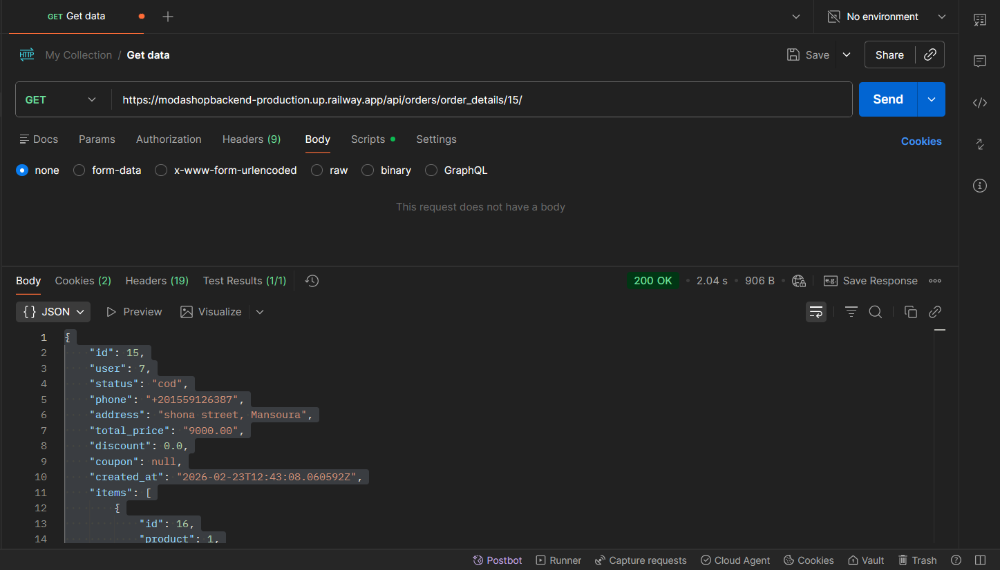 GET Get data
No environment
HTTP My Collection / Get data
Save
Share
GET
https://modashopbackend-production.up.railway.app/api/orders/order_details/15/
Send
Docs Params Authorization Headers (9) Body Scripts Settings
Cookies
none form-data x-www-form-urlencoded raw binary GraphQL
This request does not have a body
Body Cookies (2) Headers (19) Test Results (1/1)
200 OK • 2.04 s • 906 B • e.g. Save Response
{} JSON Preview Visualize
1 {
2 "id": 15,
3 "user": 7,
4 "status": "cod",
5 "phone": "+201559126387",
6 "address": "shona street, Mansoura",
7 "total_price": "9000.00",
8 "discount": 0.0,
9 "coupon": null,
10 "created_at": "2026-02-23T12:43:08.060592Z",
11 "items": [
12 {
13 "id": 16,
14 "product": 1,
Postbot Runner Capture requests Cloud Agent Cookies Vault Trash